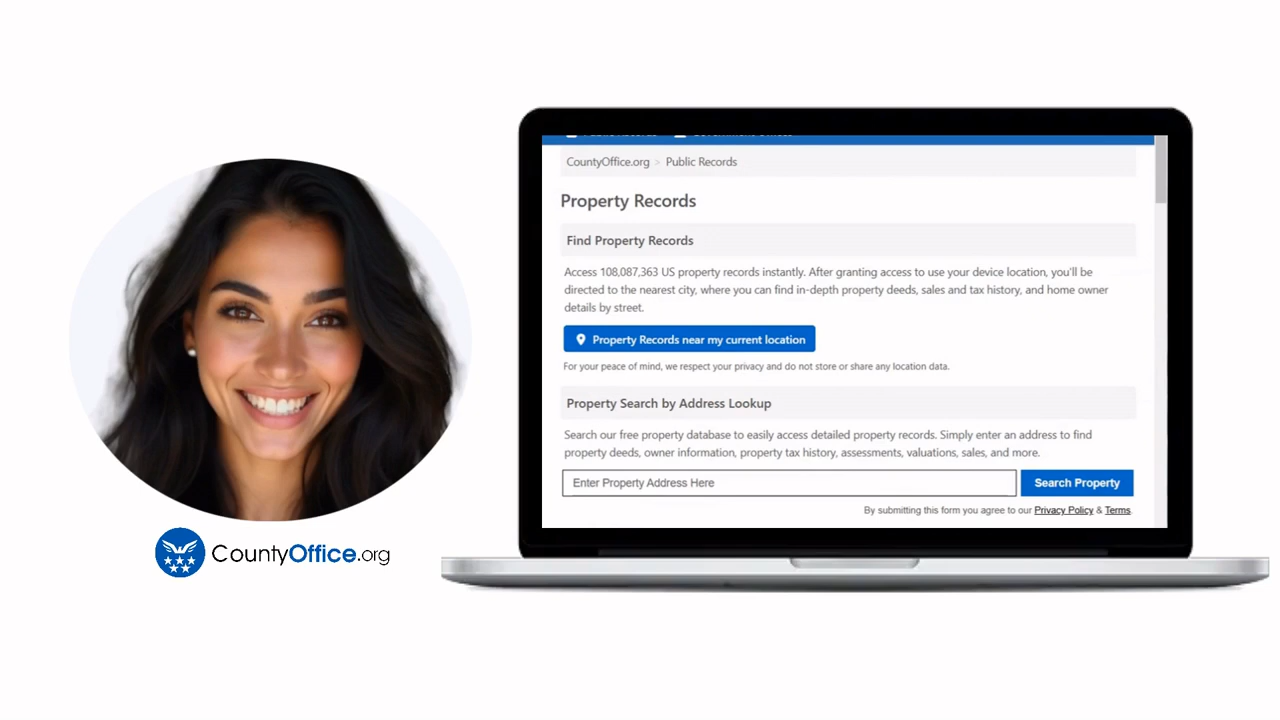 CountyOffice.org
CountyOffice.org > Public Records
Property Records
Find Property Records
Access 108,087,363 US property records instantly. After granting access to use your device location, you'll be
directed to the nearest city, where you can find in-depth property deeds, sales and tax history, and home owner
details by street.
Property Records near my current location
For your peace of mind, we respect your privacy and do not store or share any location data.
Property Search by Address Lookup
Search our free property database to easily access detailed property records. Simply enter an address to find
property deeds, owner information, property tax history, assessments, valuations, sales, and more.
Enter Property Address Here
Search Property
By submitting this form you agree to our Privacy Policy & Terms.